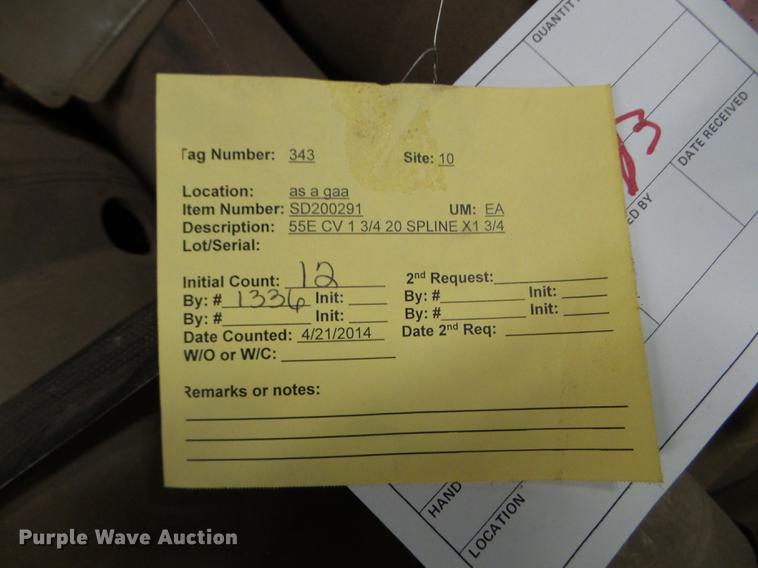 Tag Number: 343 Site: 10
Location: as a gaa
Item Number: SD200291 UM: EA
Description: 55E CV 1 3/4 20 SPLINE X1 3/4
Lot/Serial:
Initial Count: 12 2nd Request:
By: # 1336 Init: By: # Init:
By: # Init: By: # Init:
Date Counted: 4/21/2014 Date 2nd Req:
W/O or W/C:
Remarks or notes:
QUANTIT
DATE RECEIVED
ED BY
HAND
LOCATION
Purple Wave Auction